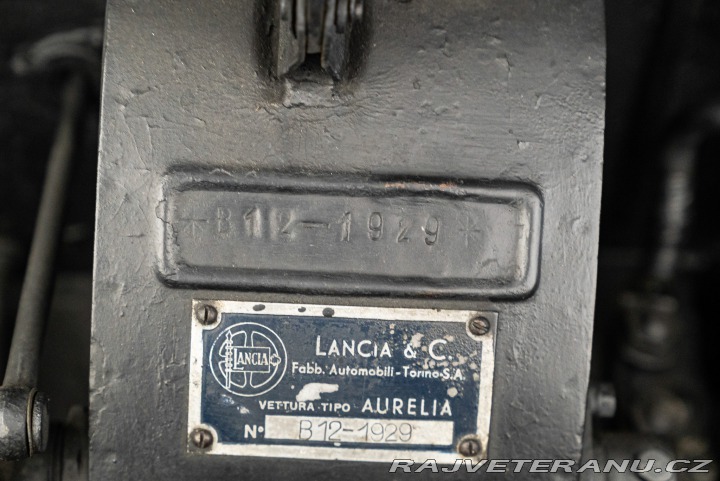 *B12-1929*
LANCIA & C.
LANCIA
Fabb. Automobili - Torino-S.A
VETTURA-TIPO AURELIA
N° B12-1929
RAJVETERANU.CZ